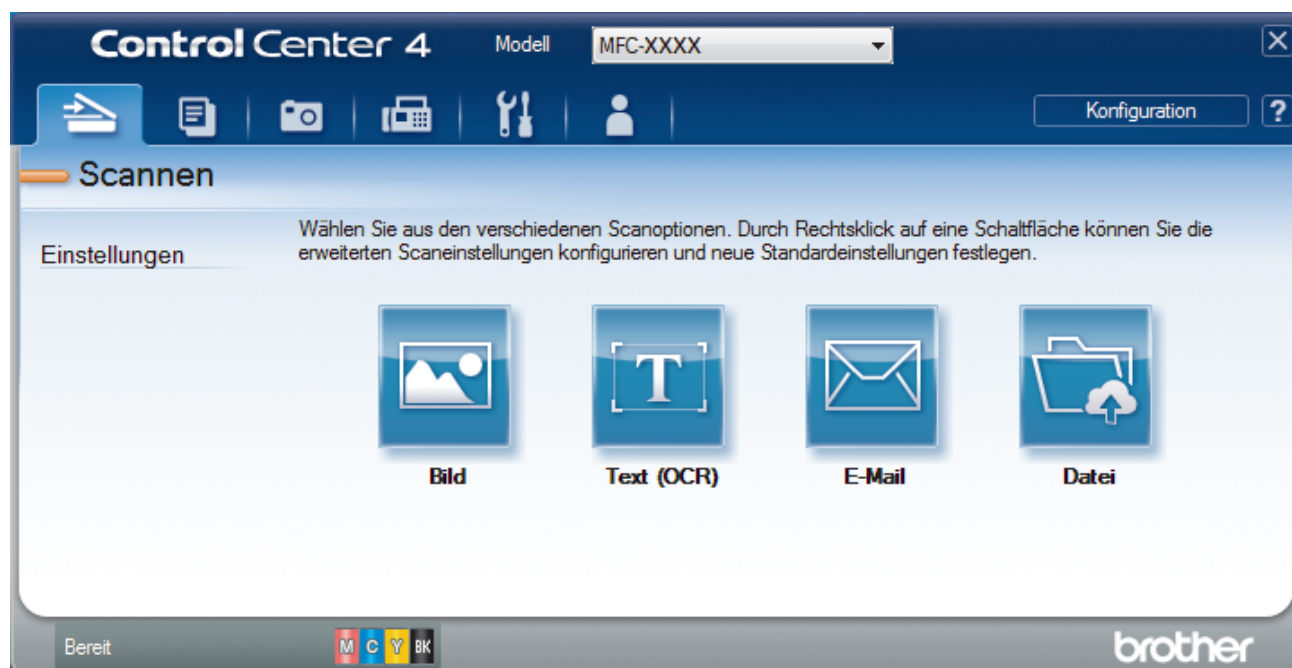 Control Center 4
Modell
MFC-XXXX
Konfiguration
?
Scannen
Einstellungen
Wählen Sie aus den verschiedenen Scanoptionen. Durch Rechtsklick auf eine Schaltfläche können Sie die
erweiterten Scaneinstellungen konfigurieren und neue Standardeinstellungen festlegen.
T
Bild
Text (OCR)
E-Mail
Datei
Bereit
M C Y BK
brother